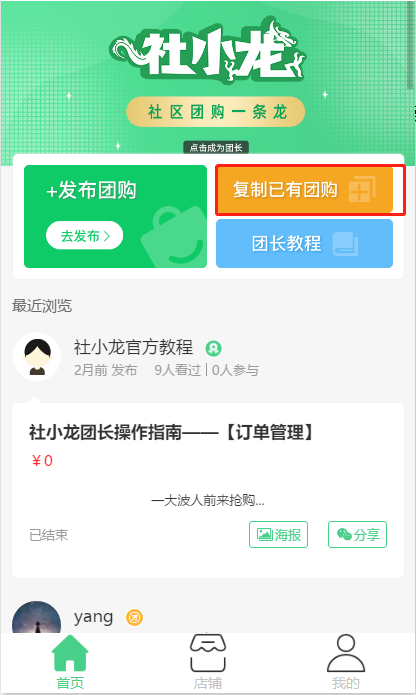 社小龙
社区团购一条龙
点击成为团长
+发布团购
去发布 >
复制已有团购
团长教程
最近浏览
社小龙官方教程
2月前 发布 9人看过 | 0人参与
社小龙团长操作指南——【订单管理】
￥0
一大波人前来抢购...
已结束
海报
分享
yang 团
首页
店铺
我的